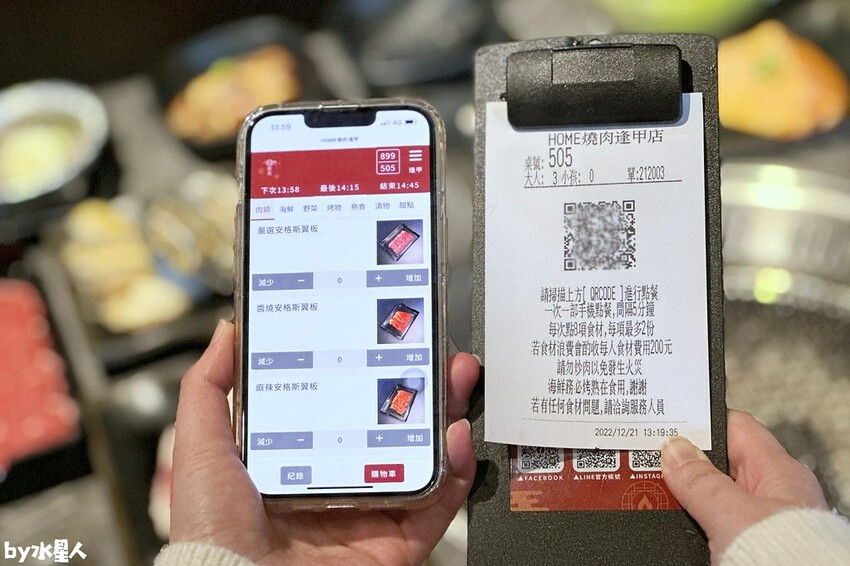 13:59
4G
HOME燒肉逢甲
899
505
逢甲
下次13:58 最後14:15 結束14:45
肉類 海鮮 野菜 烤物 熟食 漬物 甜點
嚴選安格斯翼板
減少 − 0 + 增加
醬燒安格斯翼板
減少 − 0 + 增加
麻辣安格斯翼板
減少 − 0 + 增加
紀錄 購物車
HOME燒肉逢甲店
桌號: 505
大人: 3 小孩: 0 單:212003
請掃描上方[ QRCODE ]進行點餐
一次一部手機點餐,間隔5分鐘
每次點8項食材,每項最多2份
若食材浪費會酌收每人食材費用200元
請勿炒肉以免發生火災
海鮮務必烤熟在食用,謝謝
若有任何食材問題,請洽詢服務人員
2022/12/21 13:19:35
▲FACEBOOK ▲LINE官方帳號 ▲INSTAG
by水星人